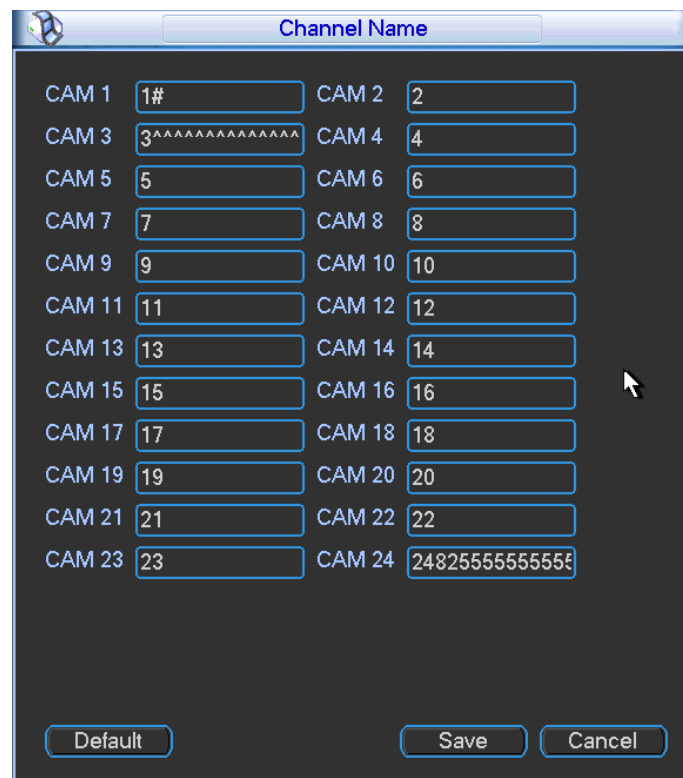 Channel Name
CAM 1 1# CAM 2 2
CAM 3 3^^^^^^^^^^^^^^ CAM 4 4
CAM 5 5 CAM 6 6
CAM 7 7 CAM 8 8
CAM 9 9 CAM 10 10
CAM 11 11 CAM 12 12
CAM 13 13 CAM 14 14
CAM 15 15 CAM 16 16
CAM 17 17 CAM 18 18
CAM 19 19 CAM 20 20
CAM 21 21 CAM 22 22
CAM 23 23 CAM 24 248255555555555
Default Save Cancel